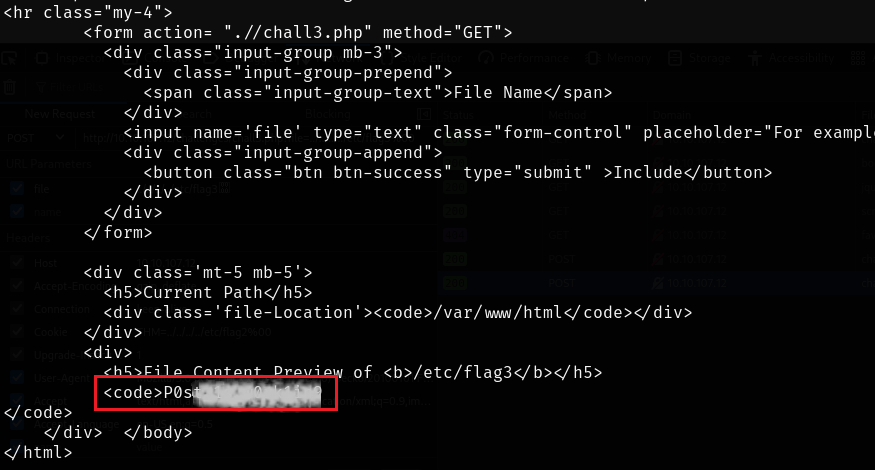 <hr class="my-4">
<form action= ".//chall3.php" method="GET">
<div class="input-group mb-3">
<div class="input-group-prepend">
<span class="input-group-text">File Name</span>
</div>
<input name='file' type="text" class="form-control" placeholder="For example
<div class="input-group-append">
<button class="btn btn-success" type="submit" >Include</button>
</div>
</div>
</form>
<div class='mt-5 mb-5'>
<h5>Current Path</h5>
<div class='file-Location'><code>/var/www/html</code></div>
</div>
<div>
<h5>File Content Preview of <b>/etc/flag3</b></h5>
<code>P0s
</code>
</div>  </body>
</html>